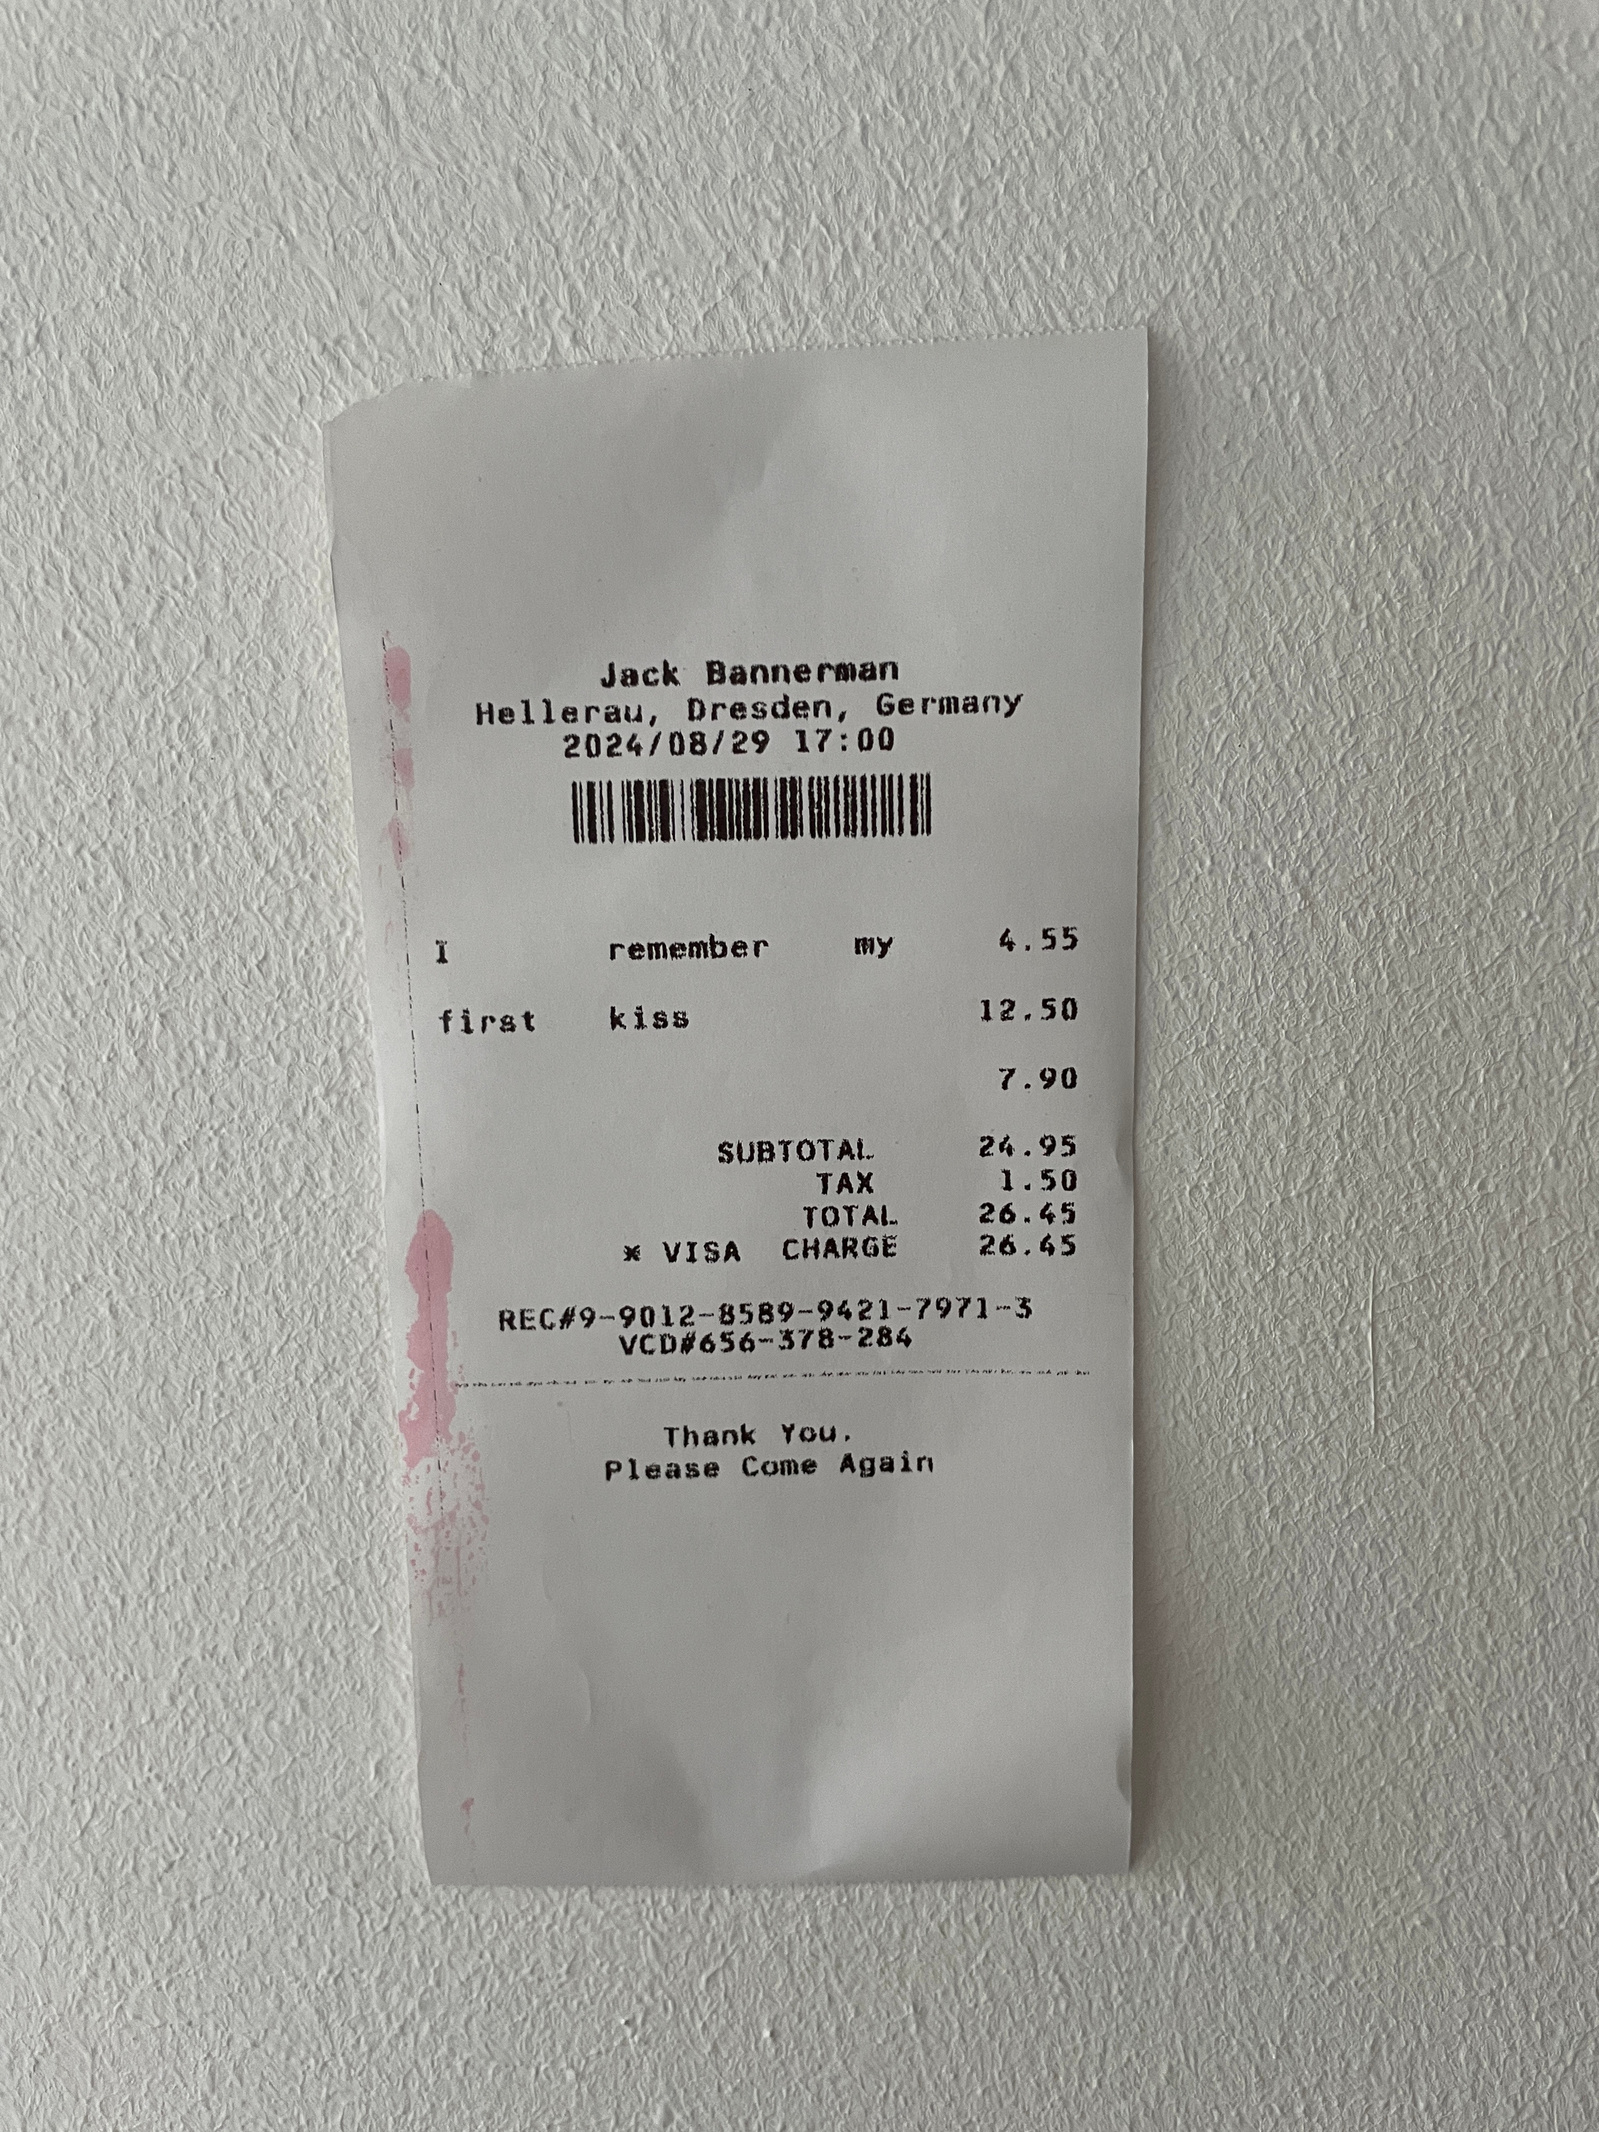 Jack Bannerman
Hellerau, Dresden, Germany
2024/08/29 17:00
I remember my 4.55
first kiss 12.50
7.90
SUBTOTAL 24.95
TAX 1.50
TOTAL 26.45
* VISA CHARGE 26.45
REC#9-9012-8589-9421-7971-3
VCD#656-378-284
Thank You.
Please Come Again